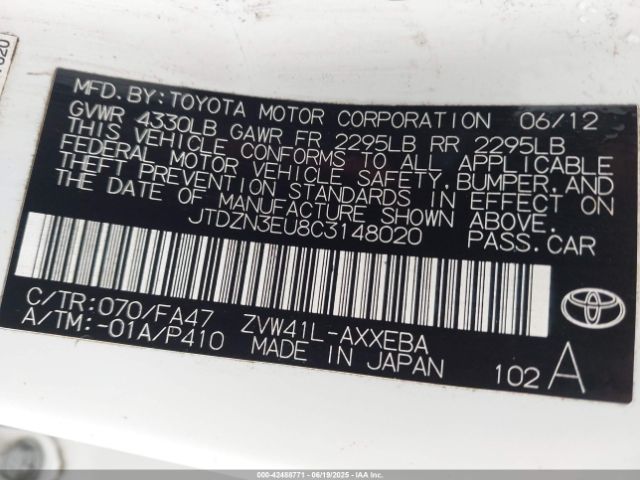 MFD.BY:TOYOTA MOTOR CORPORATION 06/12
GVWR 4330LB GAWR FR 2295LB RR 2295LB
THIS VEHICLE CONFORMS TO ALL APPLICABLE
FEDERAL MOTOR VEHICLE SAFETY,BUMPER,AND
THEFT PREVENTION STANDARDS IN EFFECT ON
THE DATE OF MANUFACTURE SHOWN ABOVE.
JTDZN3EU8C3148020 PASS.CAR
C/TR:070/FA47 ZVW41L-AXXEBA
A/TM:-01A/P410 MADE IN JAPAN 102 A
000-42488771 - 06/19/2025 - IAAI.COM